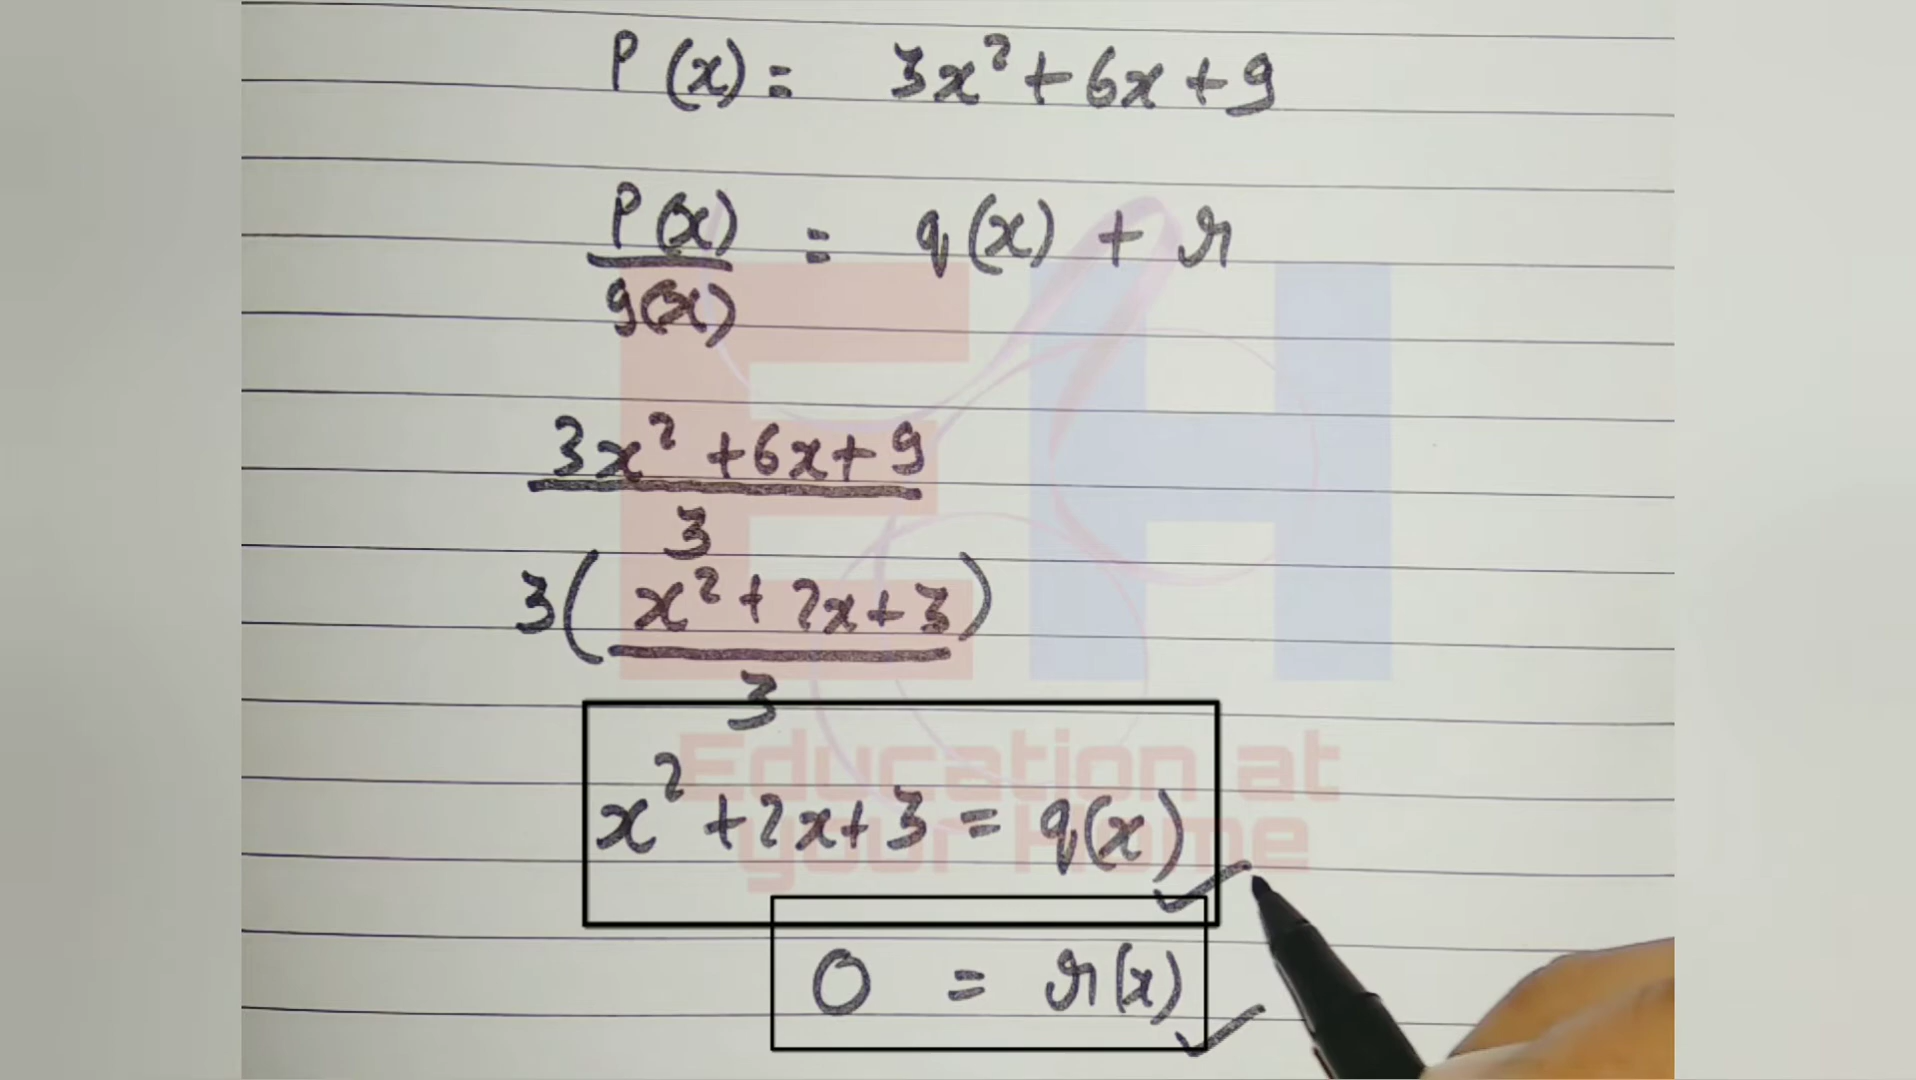 P(x) = 3x² + 6x + 9
P(x)/g(x) = q(x) + r
3x² + 6x + 9
3
3(x² + 2x + 3)
3
x² + 2x + 3 = q(x)
0 = r(x)
Education at
your Home
EH